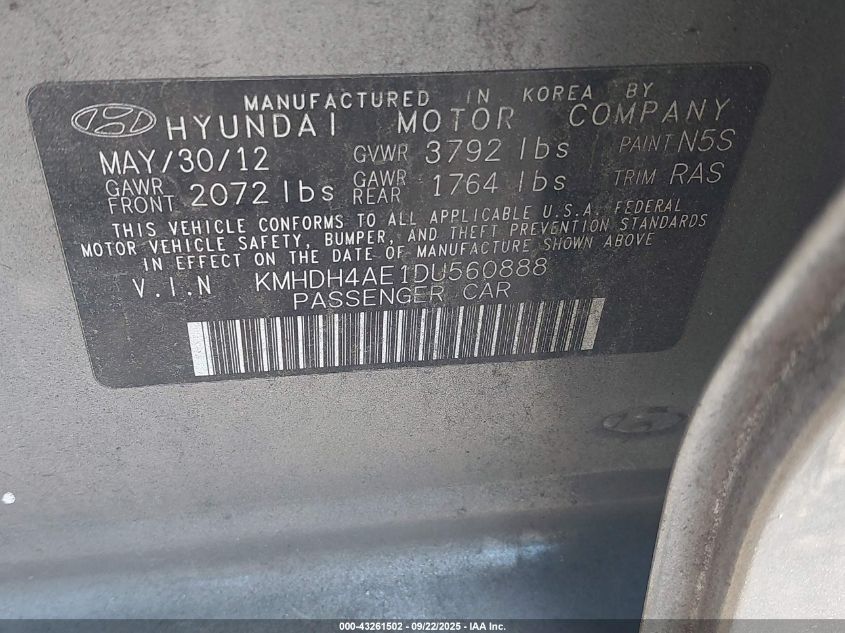 MANUFACTURED IN KOREA BY
HYUNDAI MOTOR COMPANY
MAY/30/12 GVWR 3792 lbs PAINT N5S
GAWR FRONT 2072 lbs GAWR REAR 1764 lbs TRIM RAS
THIS VEHICLE CONFORMS TO ALL APPLICABLE U.S.A. FEDERAL
MOTOR VEHICLE SAFETY, BUMPER, AND THEFT PREVENTION STANDARDS
IN EFFECT ON THE DATE OF MANUFACTURE SHOWN ABOVE
V.I.N KMHDH4AE1DU560888
PASSENGER CAR
000-43261502 - 09/22/2025 - IAA Inc.